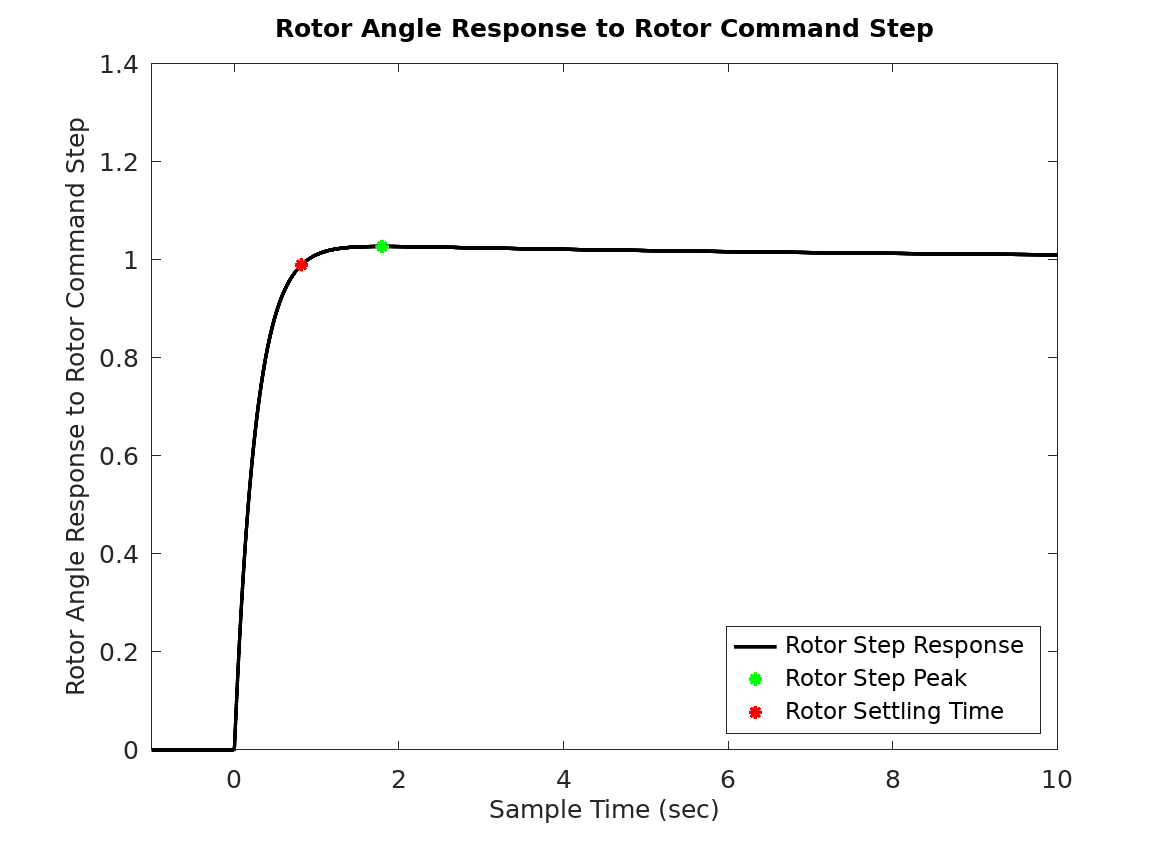 Rotor Angle Response to Rotor Command Step
1.4
1.2
1
0.8
0.6
0.4
0.2
0
Rotor Angle Response to Rotor Command Step
Rotor Step Response
Rotor Step Peak
Rotor Settling Time
0 2 4 6 8 10
Sample Time (sec)